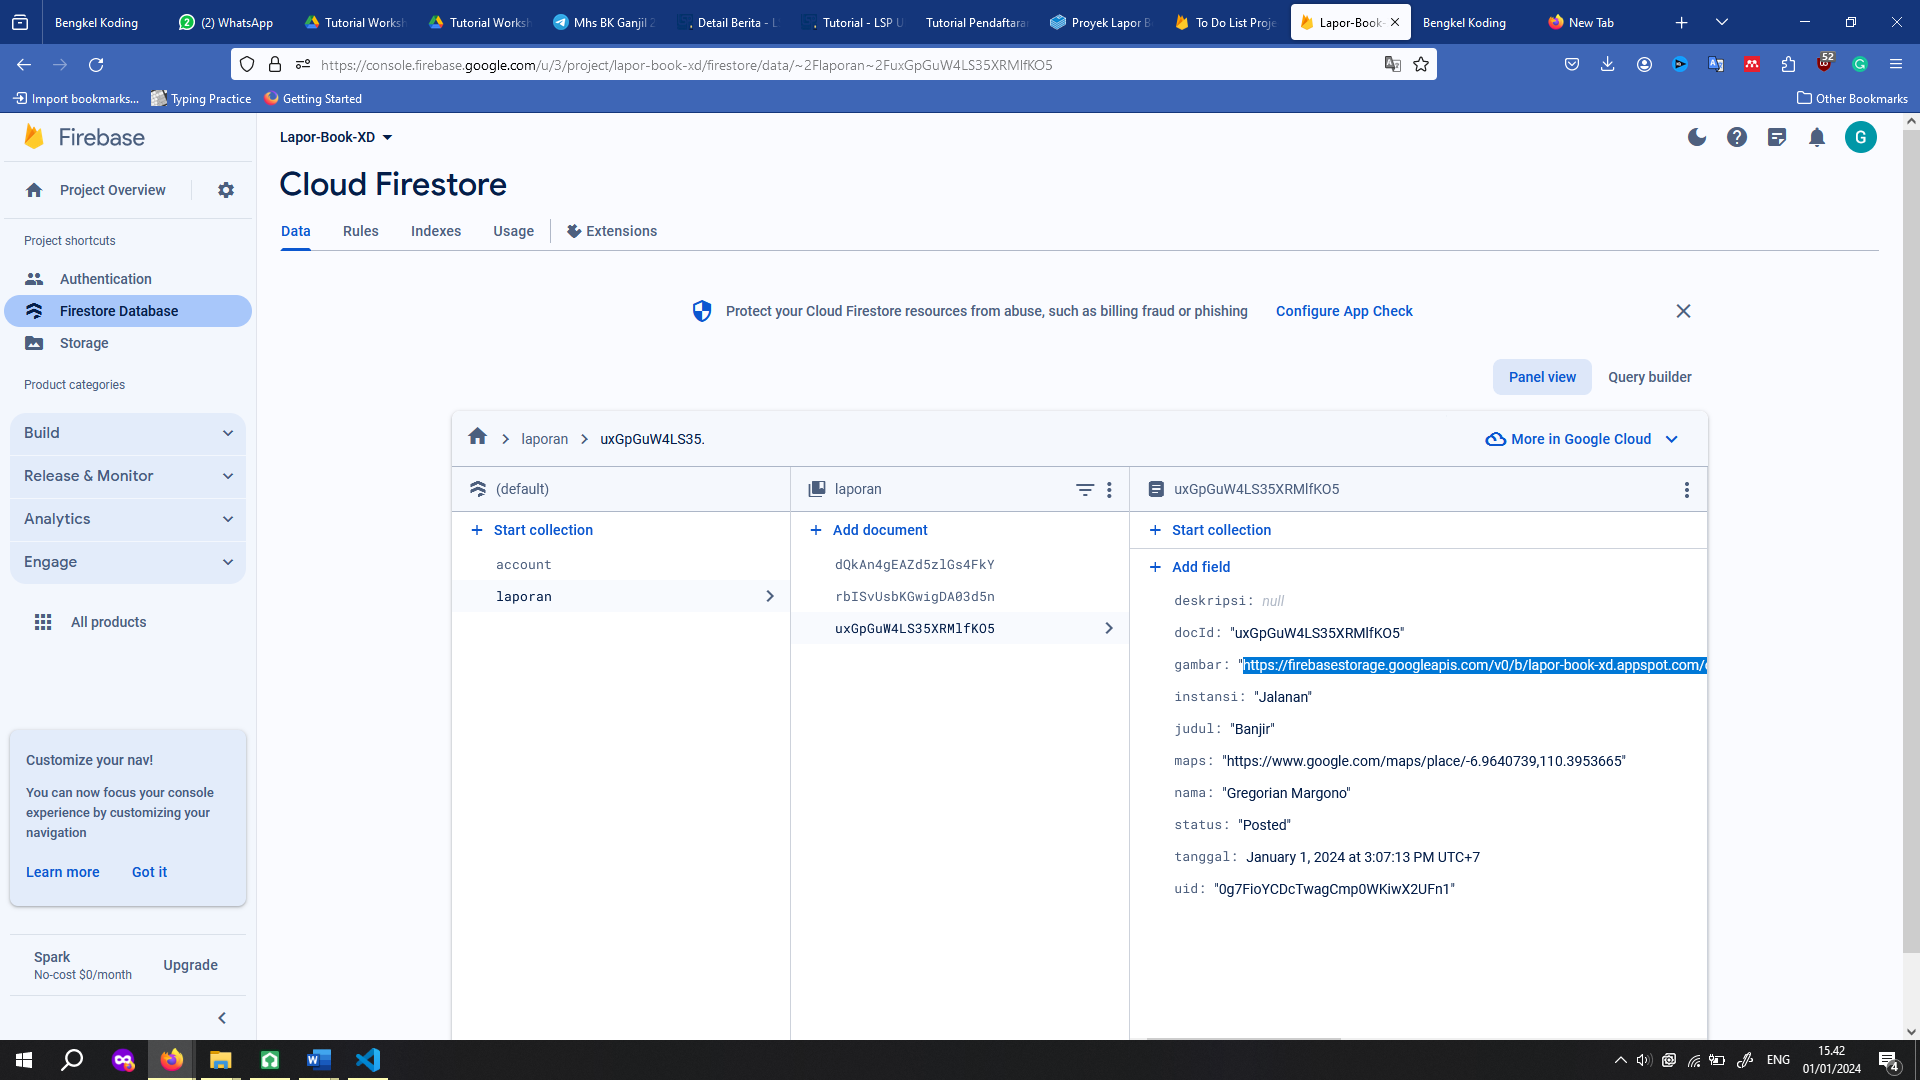 Bengkel Koding
(2) WhatsApp
Tutorial Worksh
Tutorial Worksh
Mhs BK Ganjil 2
Detail Berita - L
Tutorial - LSP U
Tutorial Pendaftara
Proyek Lapor B
To Do List Proje
Lapor-Book-
Bengkel Koding
New Tab
https://console.firebase.google.com/u/3/project/lapor-book-xd/firestore/data/~2Flaporan~2FuxGpGuW4LS35XRMlfKO5
52
Import bookmarks...
Typing Practice
Getting Started
Other Bookmarks
Firebase
Project Overview
Project shortcuts
Authentication
Firestore Database
Storage
Product categories
Build
Release & Monitor
Analytics
Engage
All products
Customize your nav!
You can now focus your console
experience by customizing your
navigation
Learn more
Got it
Spark
No-cost $0/month
Upgrade
Lapor-Book-XD
G
Cloud Firestore
Data
Rules
Indexes
Usage
Extensions
Protect your Cloud Firestore resources from abuse, such as billing fraud or phishing
Configure App Check
Panel view
Query builder
laporan
uxGpGuW4LS35.
More in Google Cloud
(default)
Start collection
account
laporan
laporan
Add document
dQkAn4gEAZd5zlGs4FkY
rbISvUsbKGwigDA03d5n
uxGpGuW4LS35XRMlfKO5
uxGpGuW4LS35XRMlfKO5
Start collection
Add field
deskripsi: null
docId: "uxGpGuW4LS35XRMlfKO5"
gambar: "https://firebasestorage.googleapis.com/v0/b/lapor-book-xd.appspot.com/
instansi: "Jalanan"
judul: "Banjir"
maps: "https://www.google.com/maps/place/-6.9640739,110.3953665"
nama: "Gregorian Margono"
status: "Posted"
tanggal: January 1, 2024 at 3:07:13 PM UTC+7
uid: "0g7FioYCDcTwagCmp0WKiwX2UFn1"
ENG
15.42
01/01/2024
4